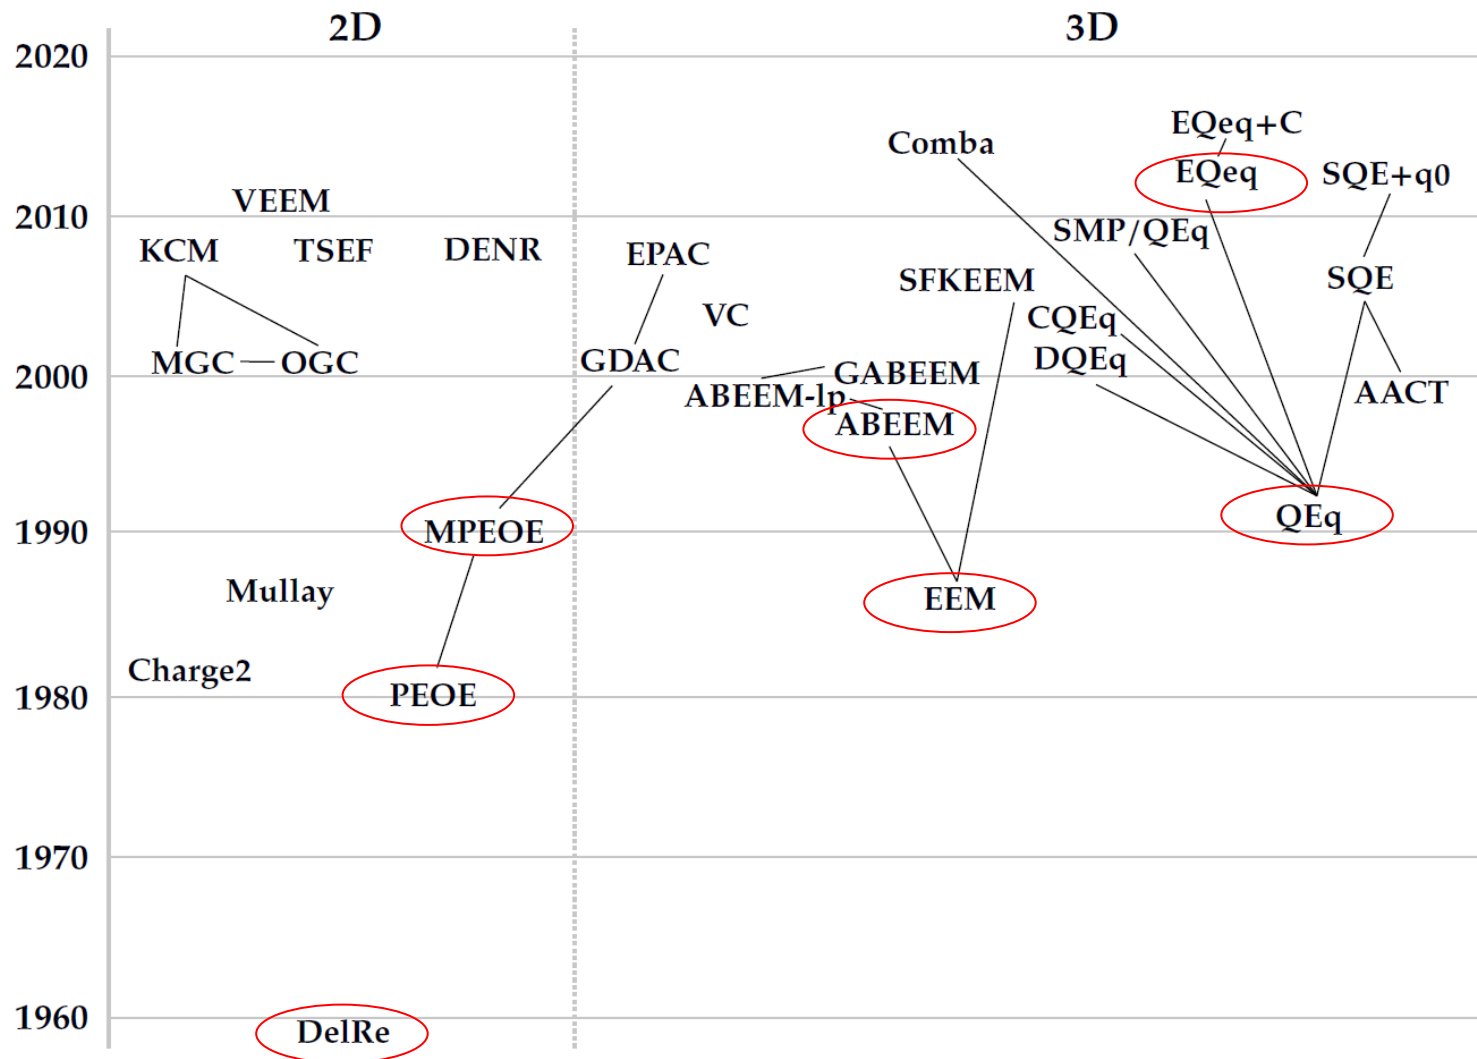 2D
3D
2020
EQeq+C
Comba
EQeq
SQE+q0
VEEM
2010
SMP/QEq
KCM
TSEF
DENR
EPAC
SFKEEM
SQE
VC
CQEq
MGC
OGC
GDAC
DQEq
2000
GABEEM
ABEEM-lp
AACT
ABEEM
QEq
1990
MPEOE
Mullay
EEM
Charge2
1980
PEOE
1970
1960
DelRe